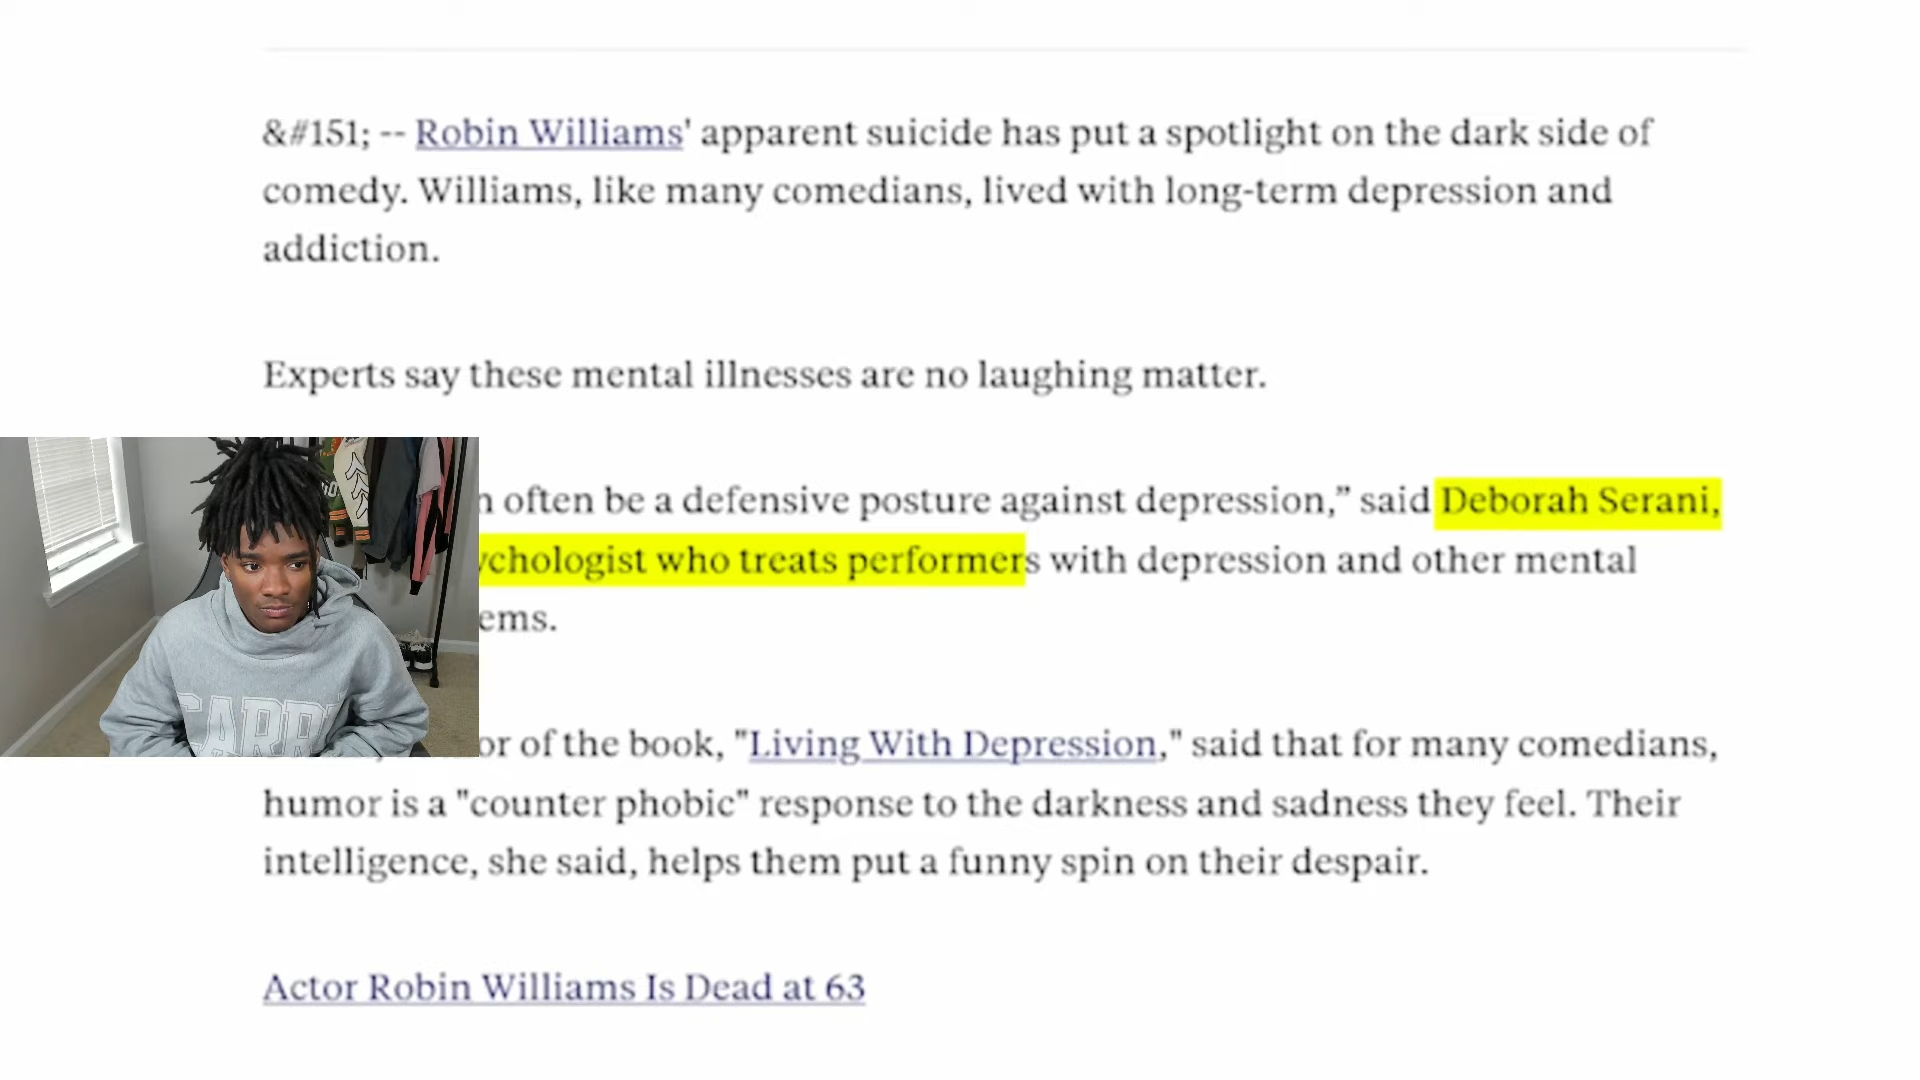 &#151; -- Robin Williams' apparent suicide has put a spotlight on the dark side of
comedy. Williams, like many comedians, lived with long-term depression and
addiction.
Experts say these mental illnesses are no laughing matter.
often be a defensive posture against depression,” said Deborah Serani,
who treats performers with depression and other mental
of the book, "Living With Depression," said that for many comedians,
humor is a "counter phobic" response to the darkness and sadness they feel. Their
intelligence, she said, helps them put a funny spin on their despair.
Actor Robin Williams Is Dead at 63